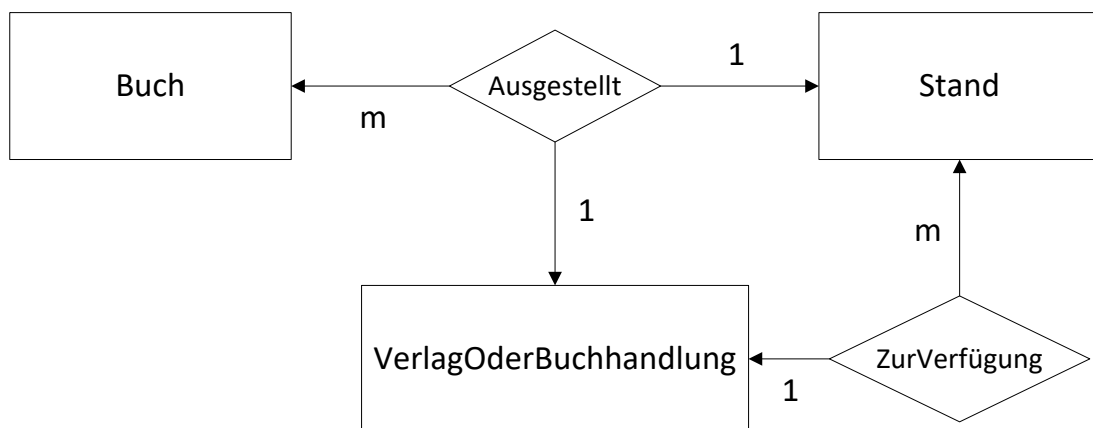 Buch
Ausgestellt
1
Stand
m
1
m
VerlagOderBuchhandlung
ZurVerfügung
1